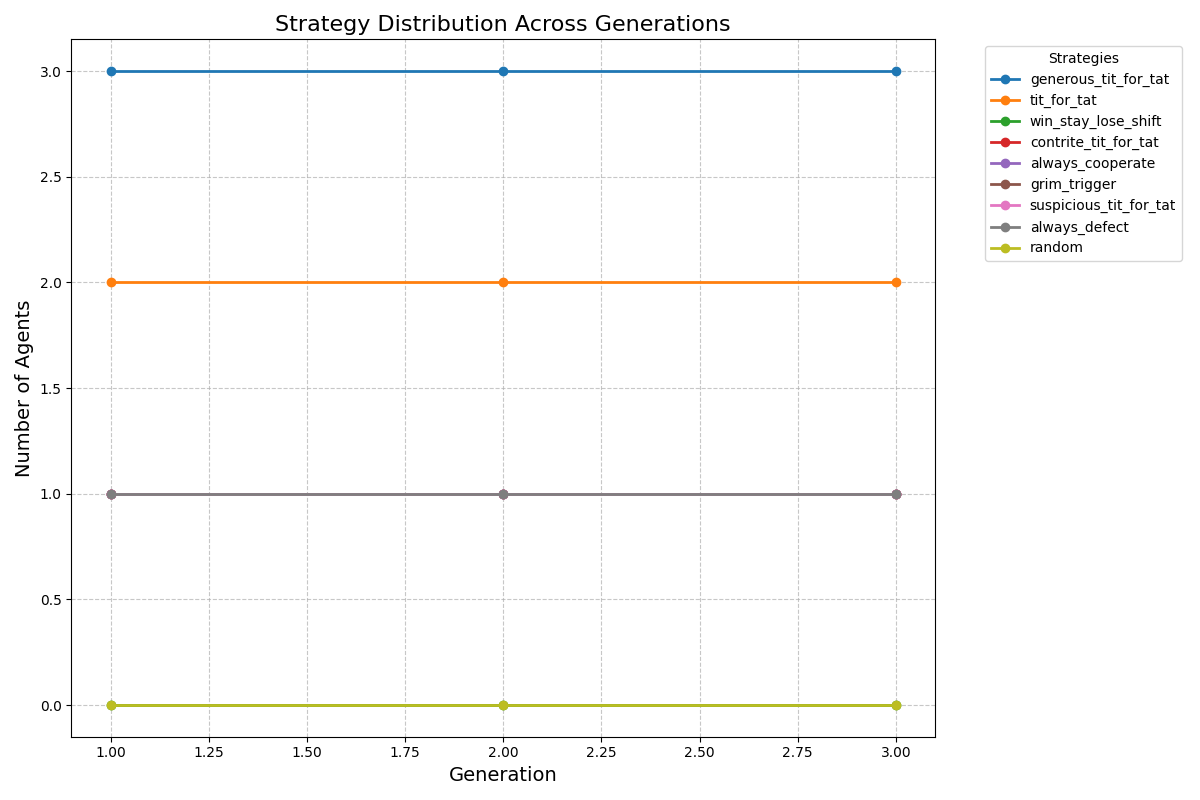 Strategy Distribution Across Generations
Strategies
generous_tit_for_tat
tit_for_tat
win_stay_lose_shift
contrite_tit_for_tat
always_cooperate
grim_trigger
suspicious_tit_for_tat
always_defect
random
Number of Agents
3.0
2.5
2.0
1.5
1.0
0.5
0.0
1.00 1.25 1.50 1.75 2.00 2.25 2.50 2.75 3.00
Generation